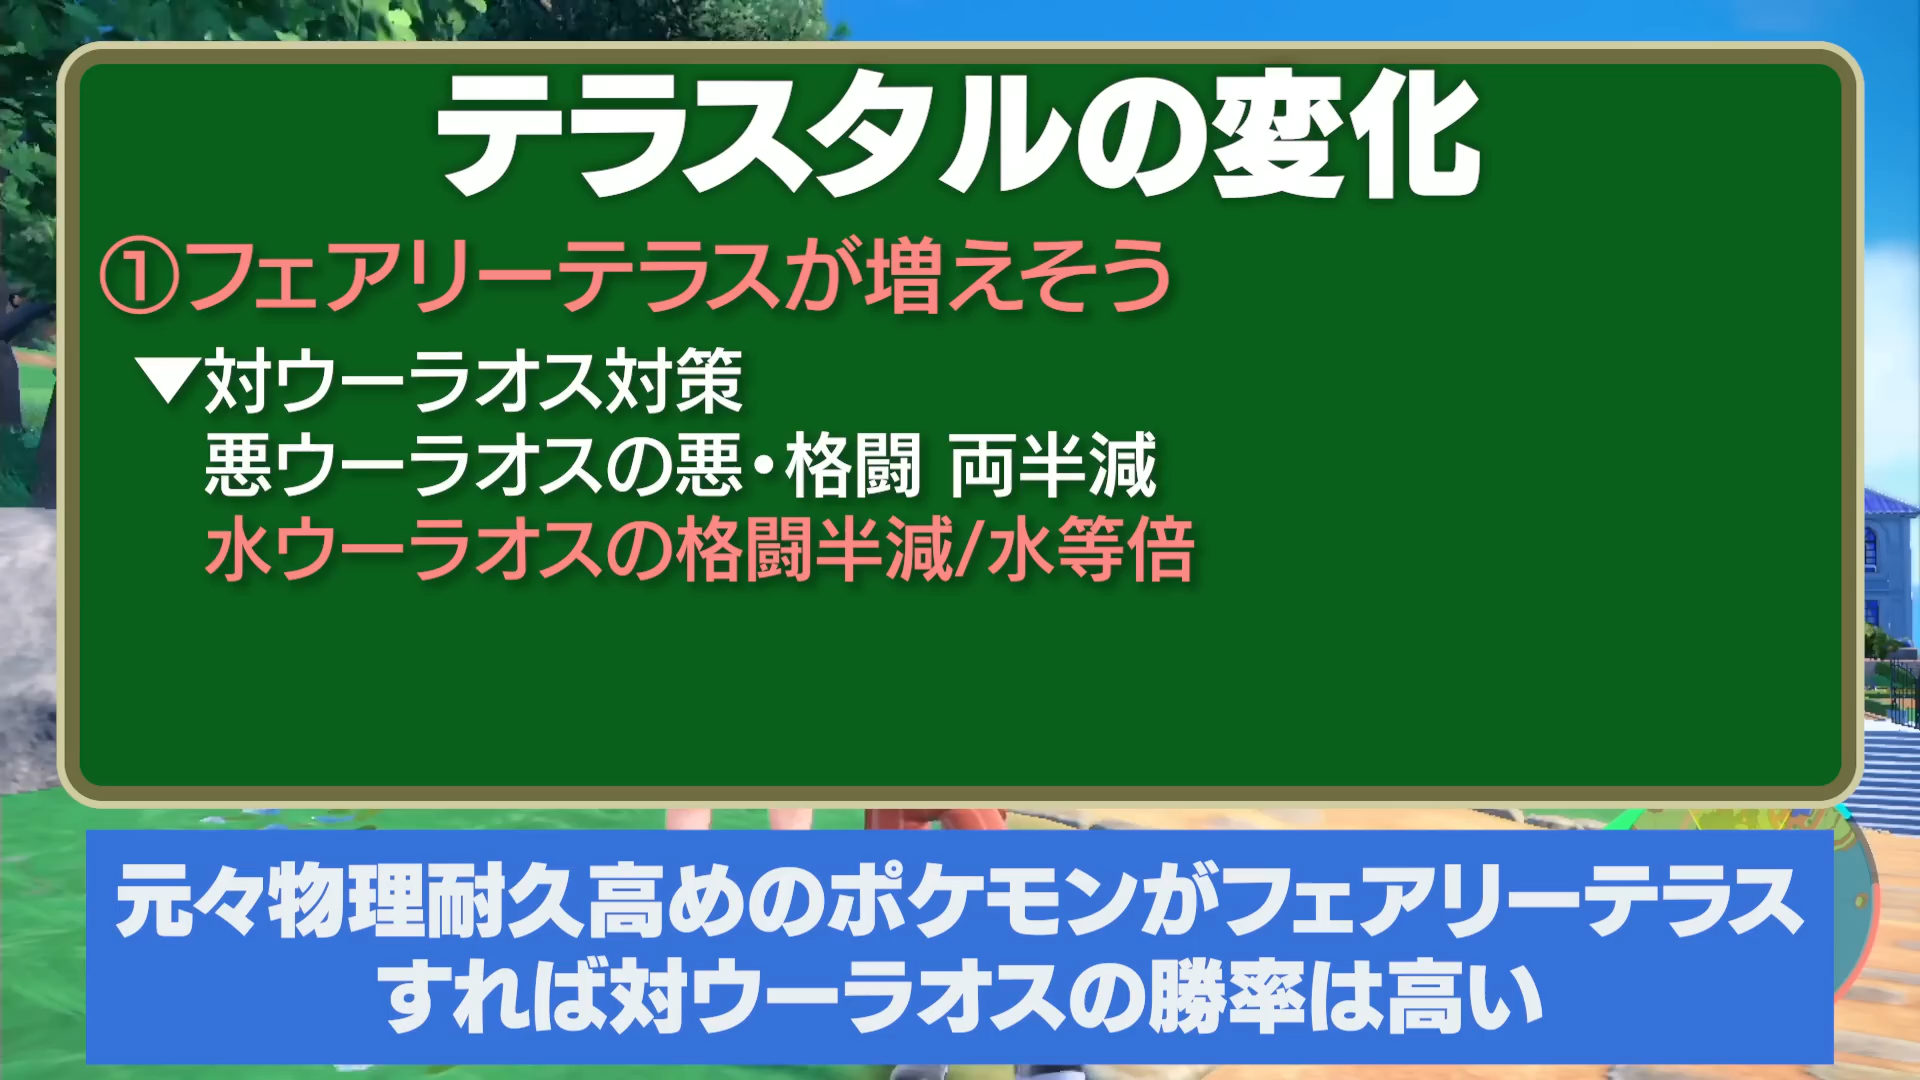 テラスタルの変化
①フェアリーテラスが増えそう
▼対ウーラオス対策
悪ウーラオスの悪・格闘 両半減
水ウーラオスの格闘半減/水等倍
元々物理耐久高めのポケモンがフェアリーテラス
すれば対ウーラオスの勝率は高い